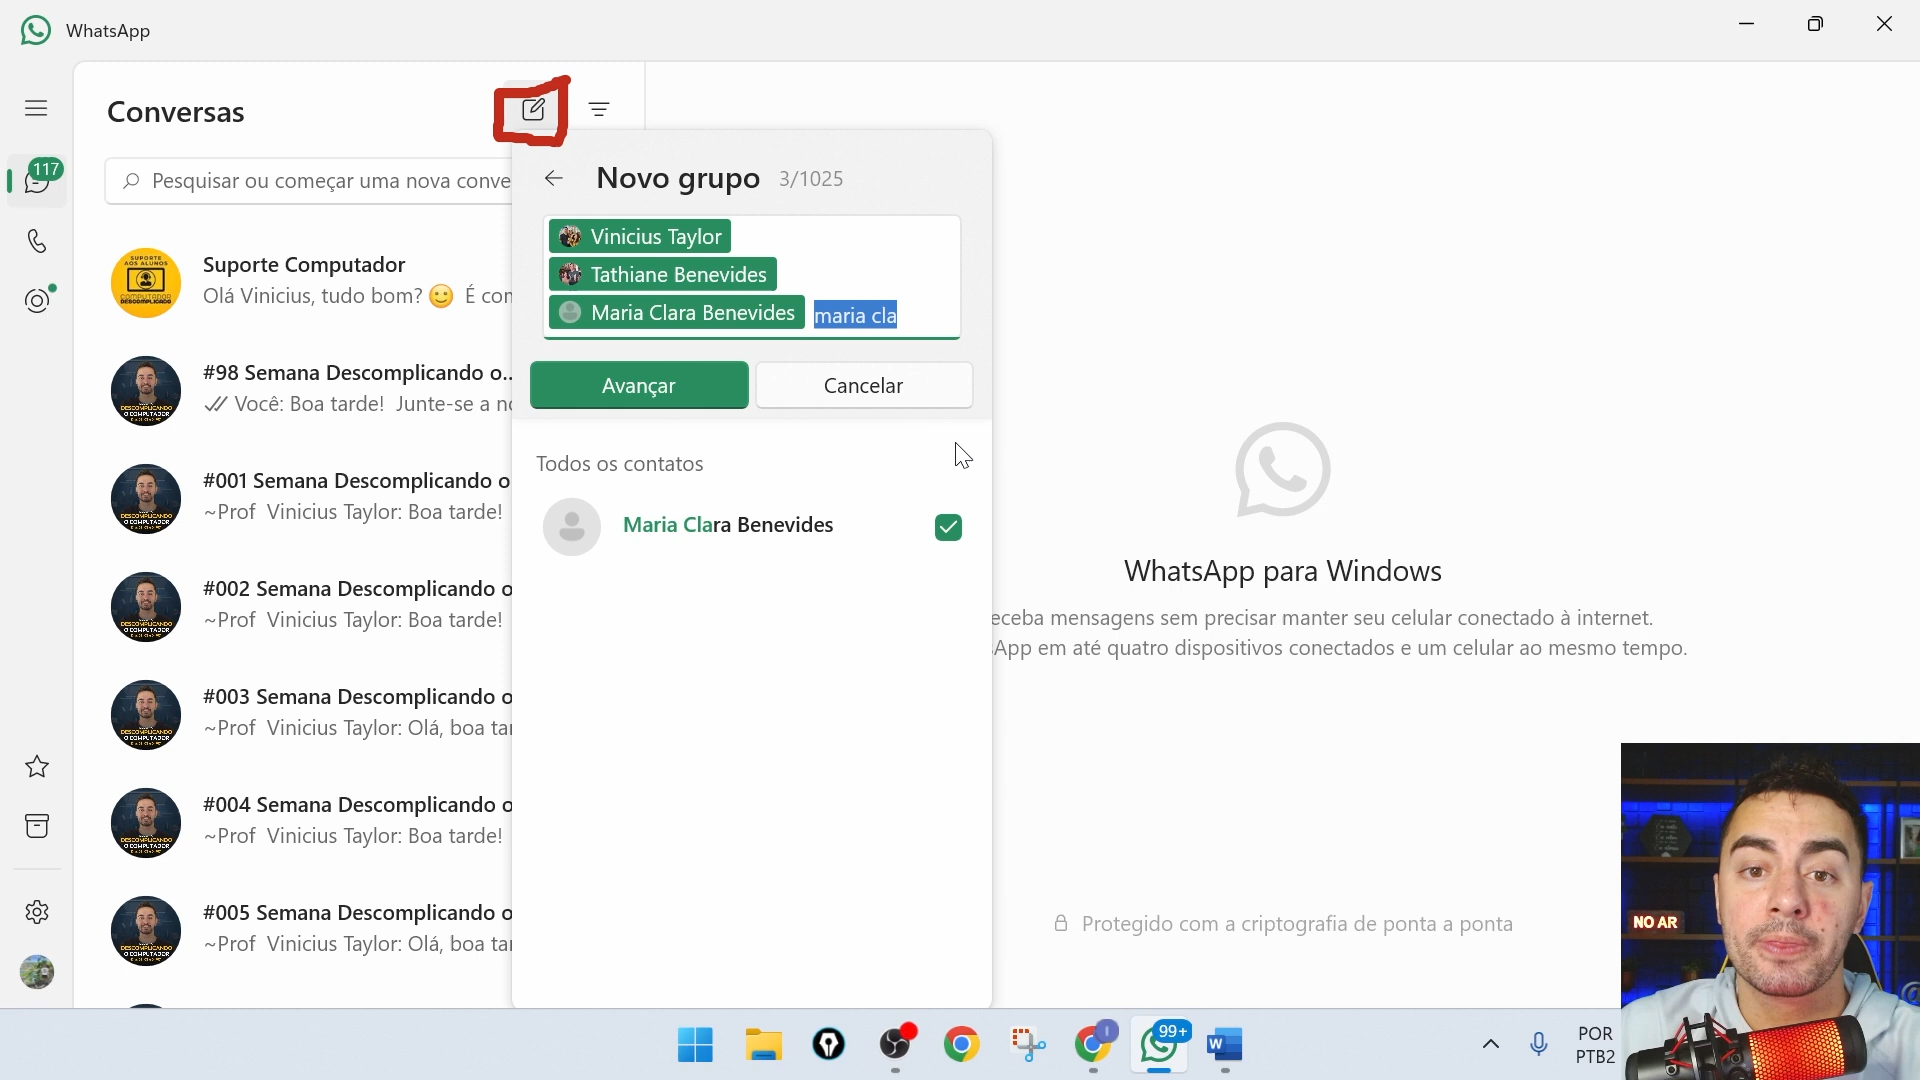 WhatsApp
Conversas
117
Pesquisar ou começar uma nova conve
Suporte Computador
Olá Vinicius, tudo bom? 😊 É con
#98 Semana Descomplicando o...
Você: Boa tarde! Junte-se a no
#001 Semana Descomplicando o
~Prof Vinicius Taylor: Boa tarde!
#002 Semana Descomplicando o
~Prof Vinicius Taylor: Boa tarde!
#003 Semana Descomplicando o
~Prof Vinicius Taylor: Olá, boa tar
#004 Semana Descomplicando o
~Prof Vinicius Taylor: Boa tarde!
#005 Semana Descomplicando o
~Prof Vinicius Taylor: Olá, boa tar
SUPORTE
AOS ALUNOS
COMPUTADOR
DESCOMPLICADO
Novo grupo 3/1025
Vinicius Taylor
Tathiane Benevides
Maria Clara Benevides maria cla
Avançar Cancelar
Todos os contatos
Maria Clara Benevides
WhatsApp para Windows
eceba mensagens sem precisar manter seu celular conectado à internet.
sApp em até quatro dispositivos conectados e um celular ao mesmo tempo.
Protegido com a criptografia de ponta a ponta
NO AR
99+
W
POR
PTB2